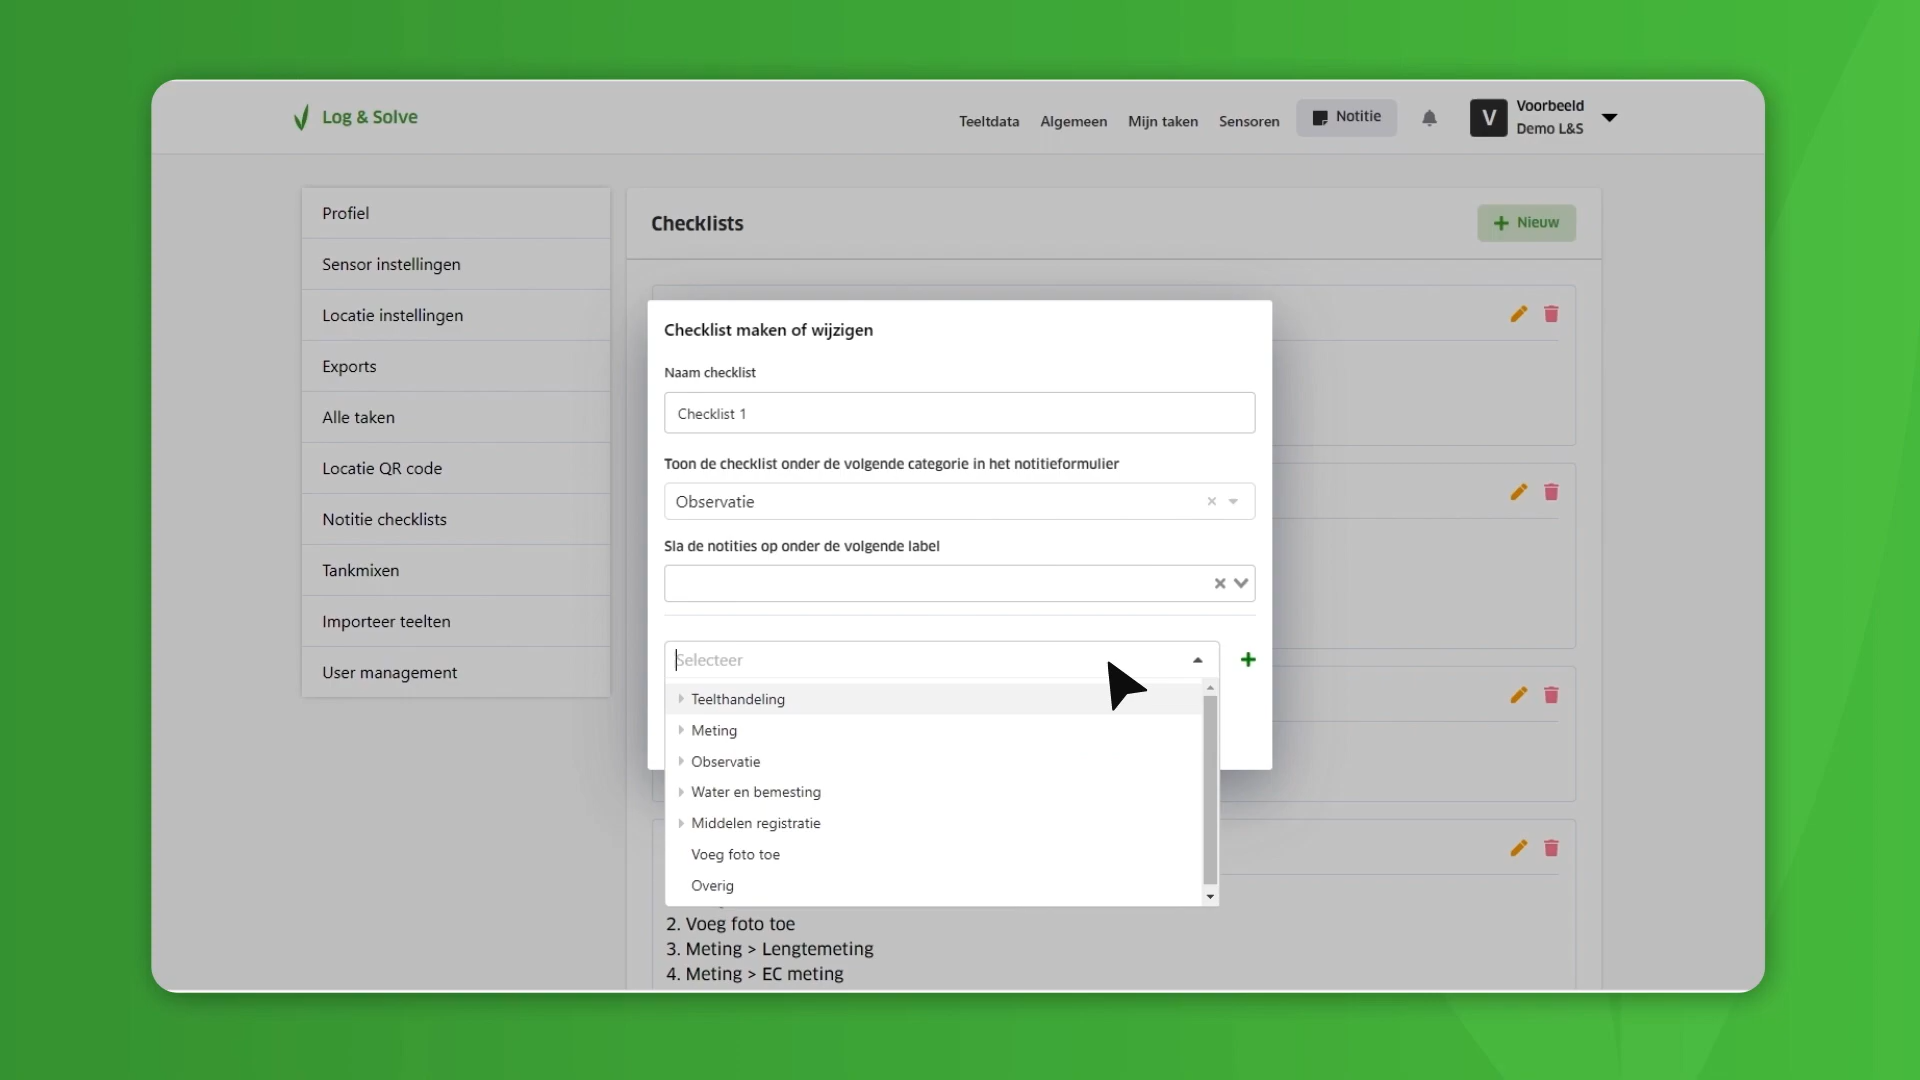 Log & Solve
Teeltdata
Algemeen
Mijn taken
Sensoren
Notitie
V
Voorbeeld
Demo L&S
Profiel
Sensor instellingen
Locatie instellingen
Exports
Alle taken
Locatie QR code
Notitie checklists
Tankmixen
Importeer teelten
User management
Checklists
Nieuw
Checklist maken of wijzigen
Naam checklist
Checklist 1
Toon de checklist onder de volgende categorie in het notitieformulier
Observatie
Sla de notities op onder de volgende label
Selecteer
Teelthandeling
Meting
Observatie
Water en bemesting
Middelen registratie
Voeg foto toe
Overig
2. Voeg foto toe
3. Meting > Lengtemeting
4. Meting > EC meting